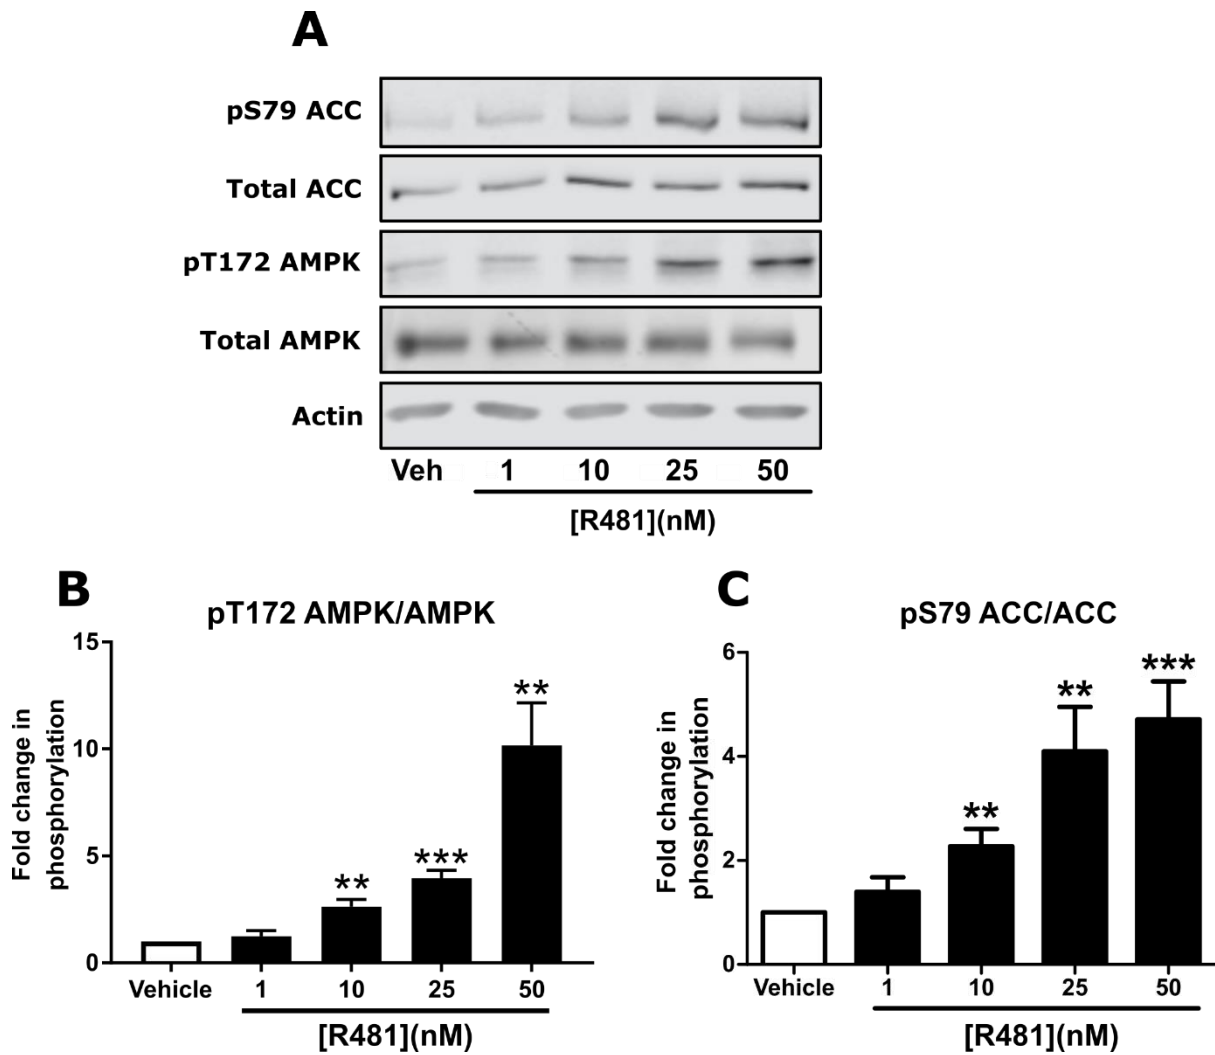 A
pS79 ACC
Total ACC
pT172 AMPK
Total AMPK
Actin
Veh 1 10 25 50
[R481](nM)
B
pT172 AMPK/AMPK
Fold change in
phosphorylation
15
10
5
0
**
***
**
Vehicle 1 10 25 50
[R481](nM)
C
pS79 ACC/ACC
Fold change in
phosphorylation
6
4
2
0
**
**
***
Vehicle 1 10 25 50
[R481](nM)